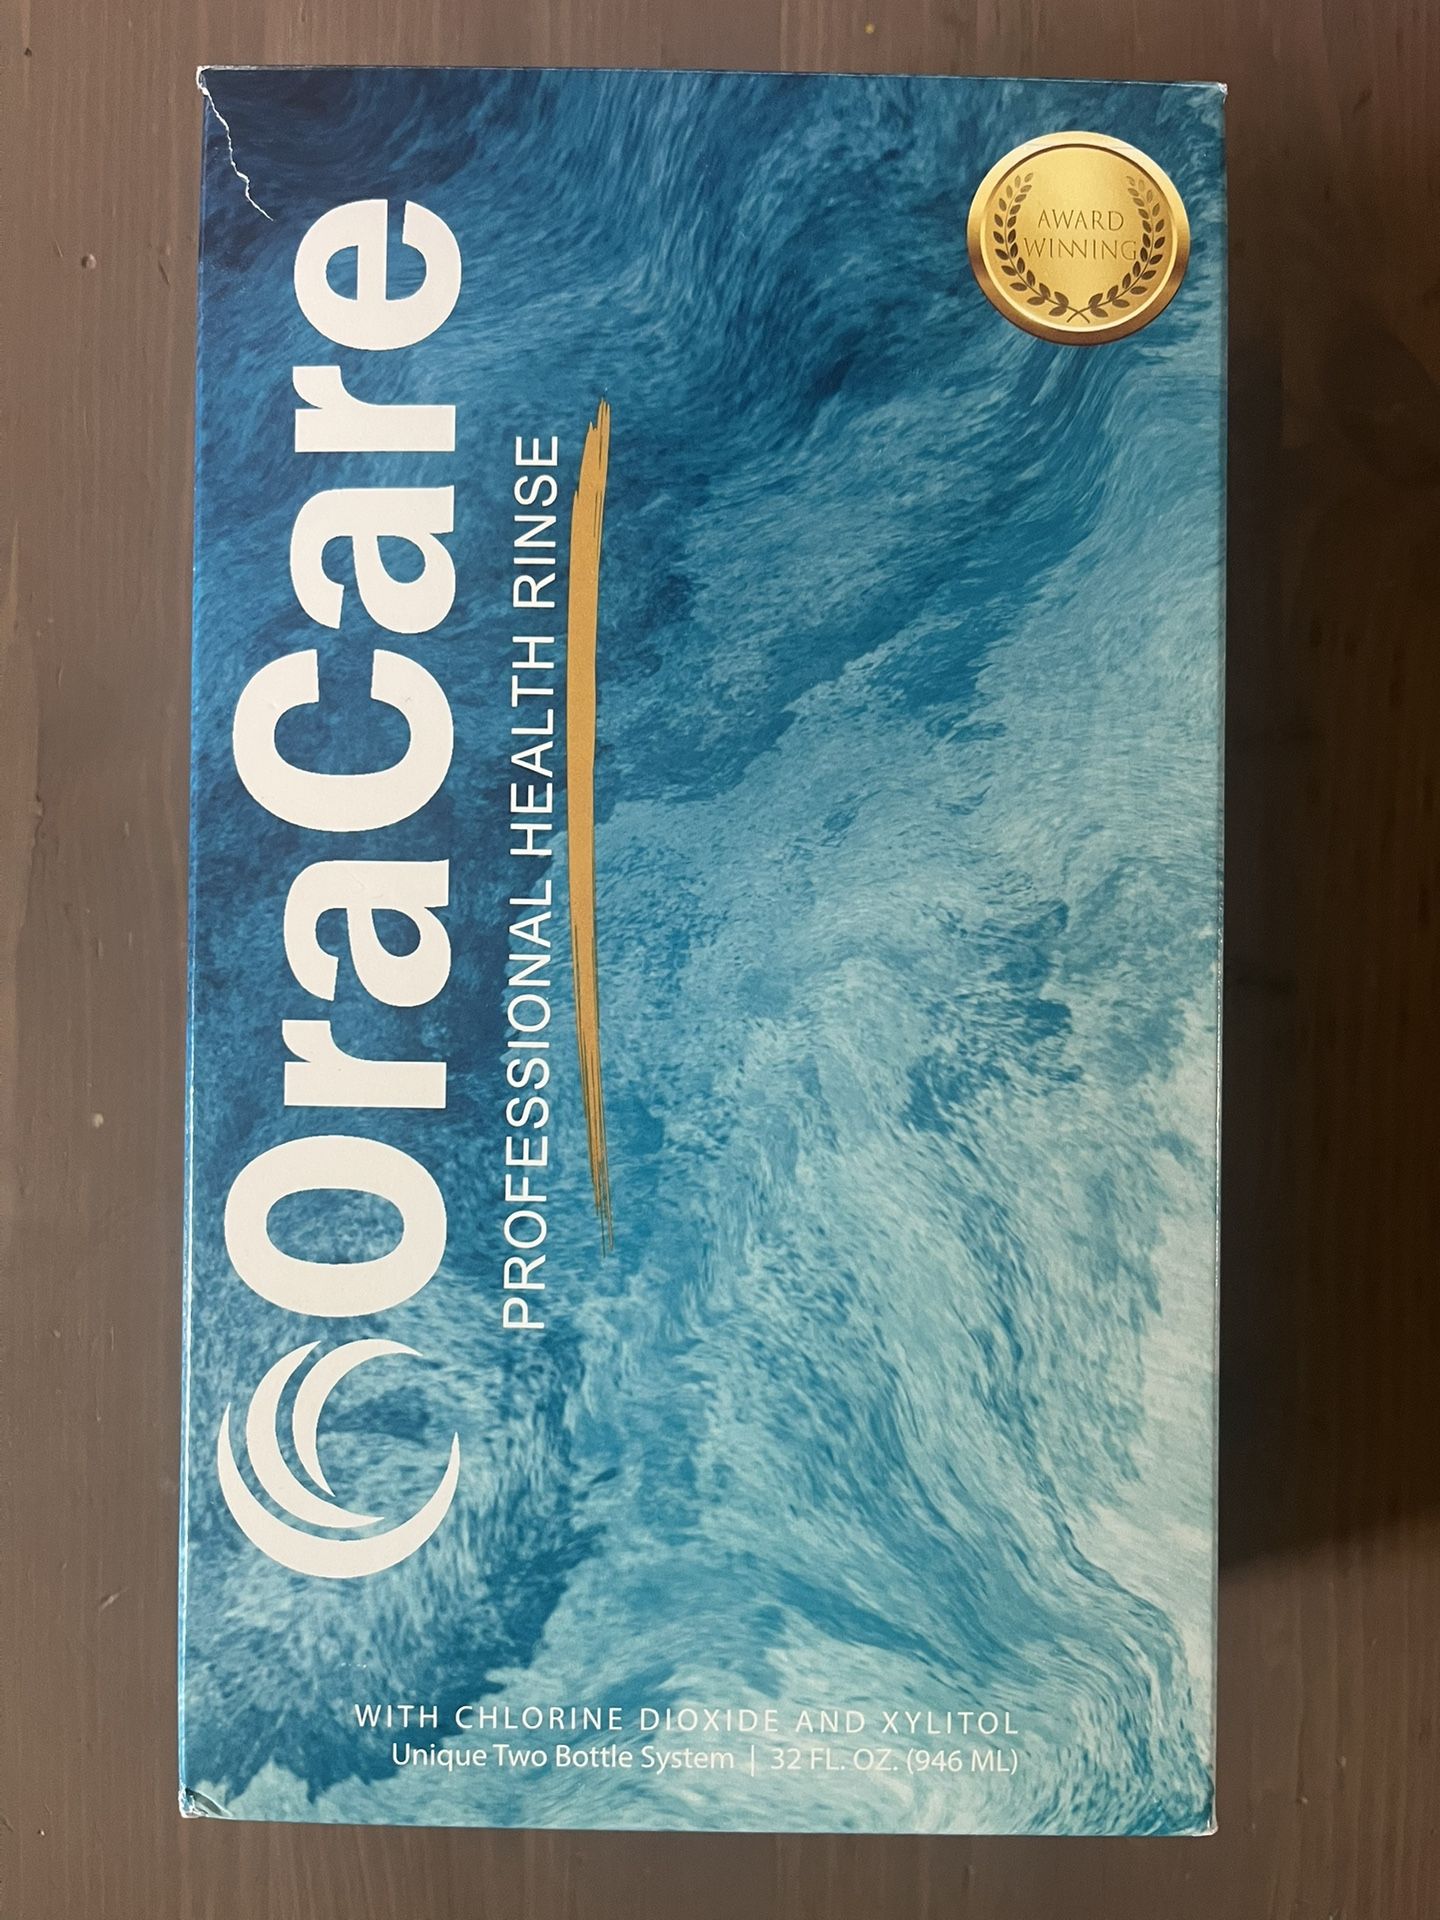 OraCare
PROFESSIONAL HEALTH RINSE
AWARD
WINNING
WITH CHLORINE DIOXIDE AND XYLITOL
Unique Two Bottle System | 32 FL. OZ. (946 ML)